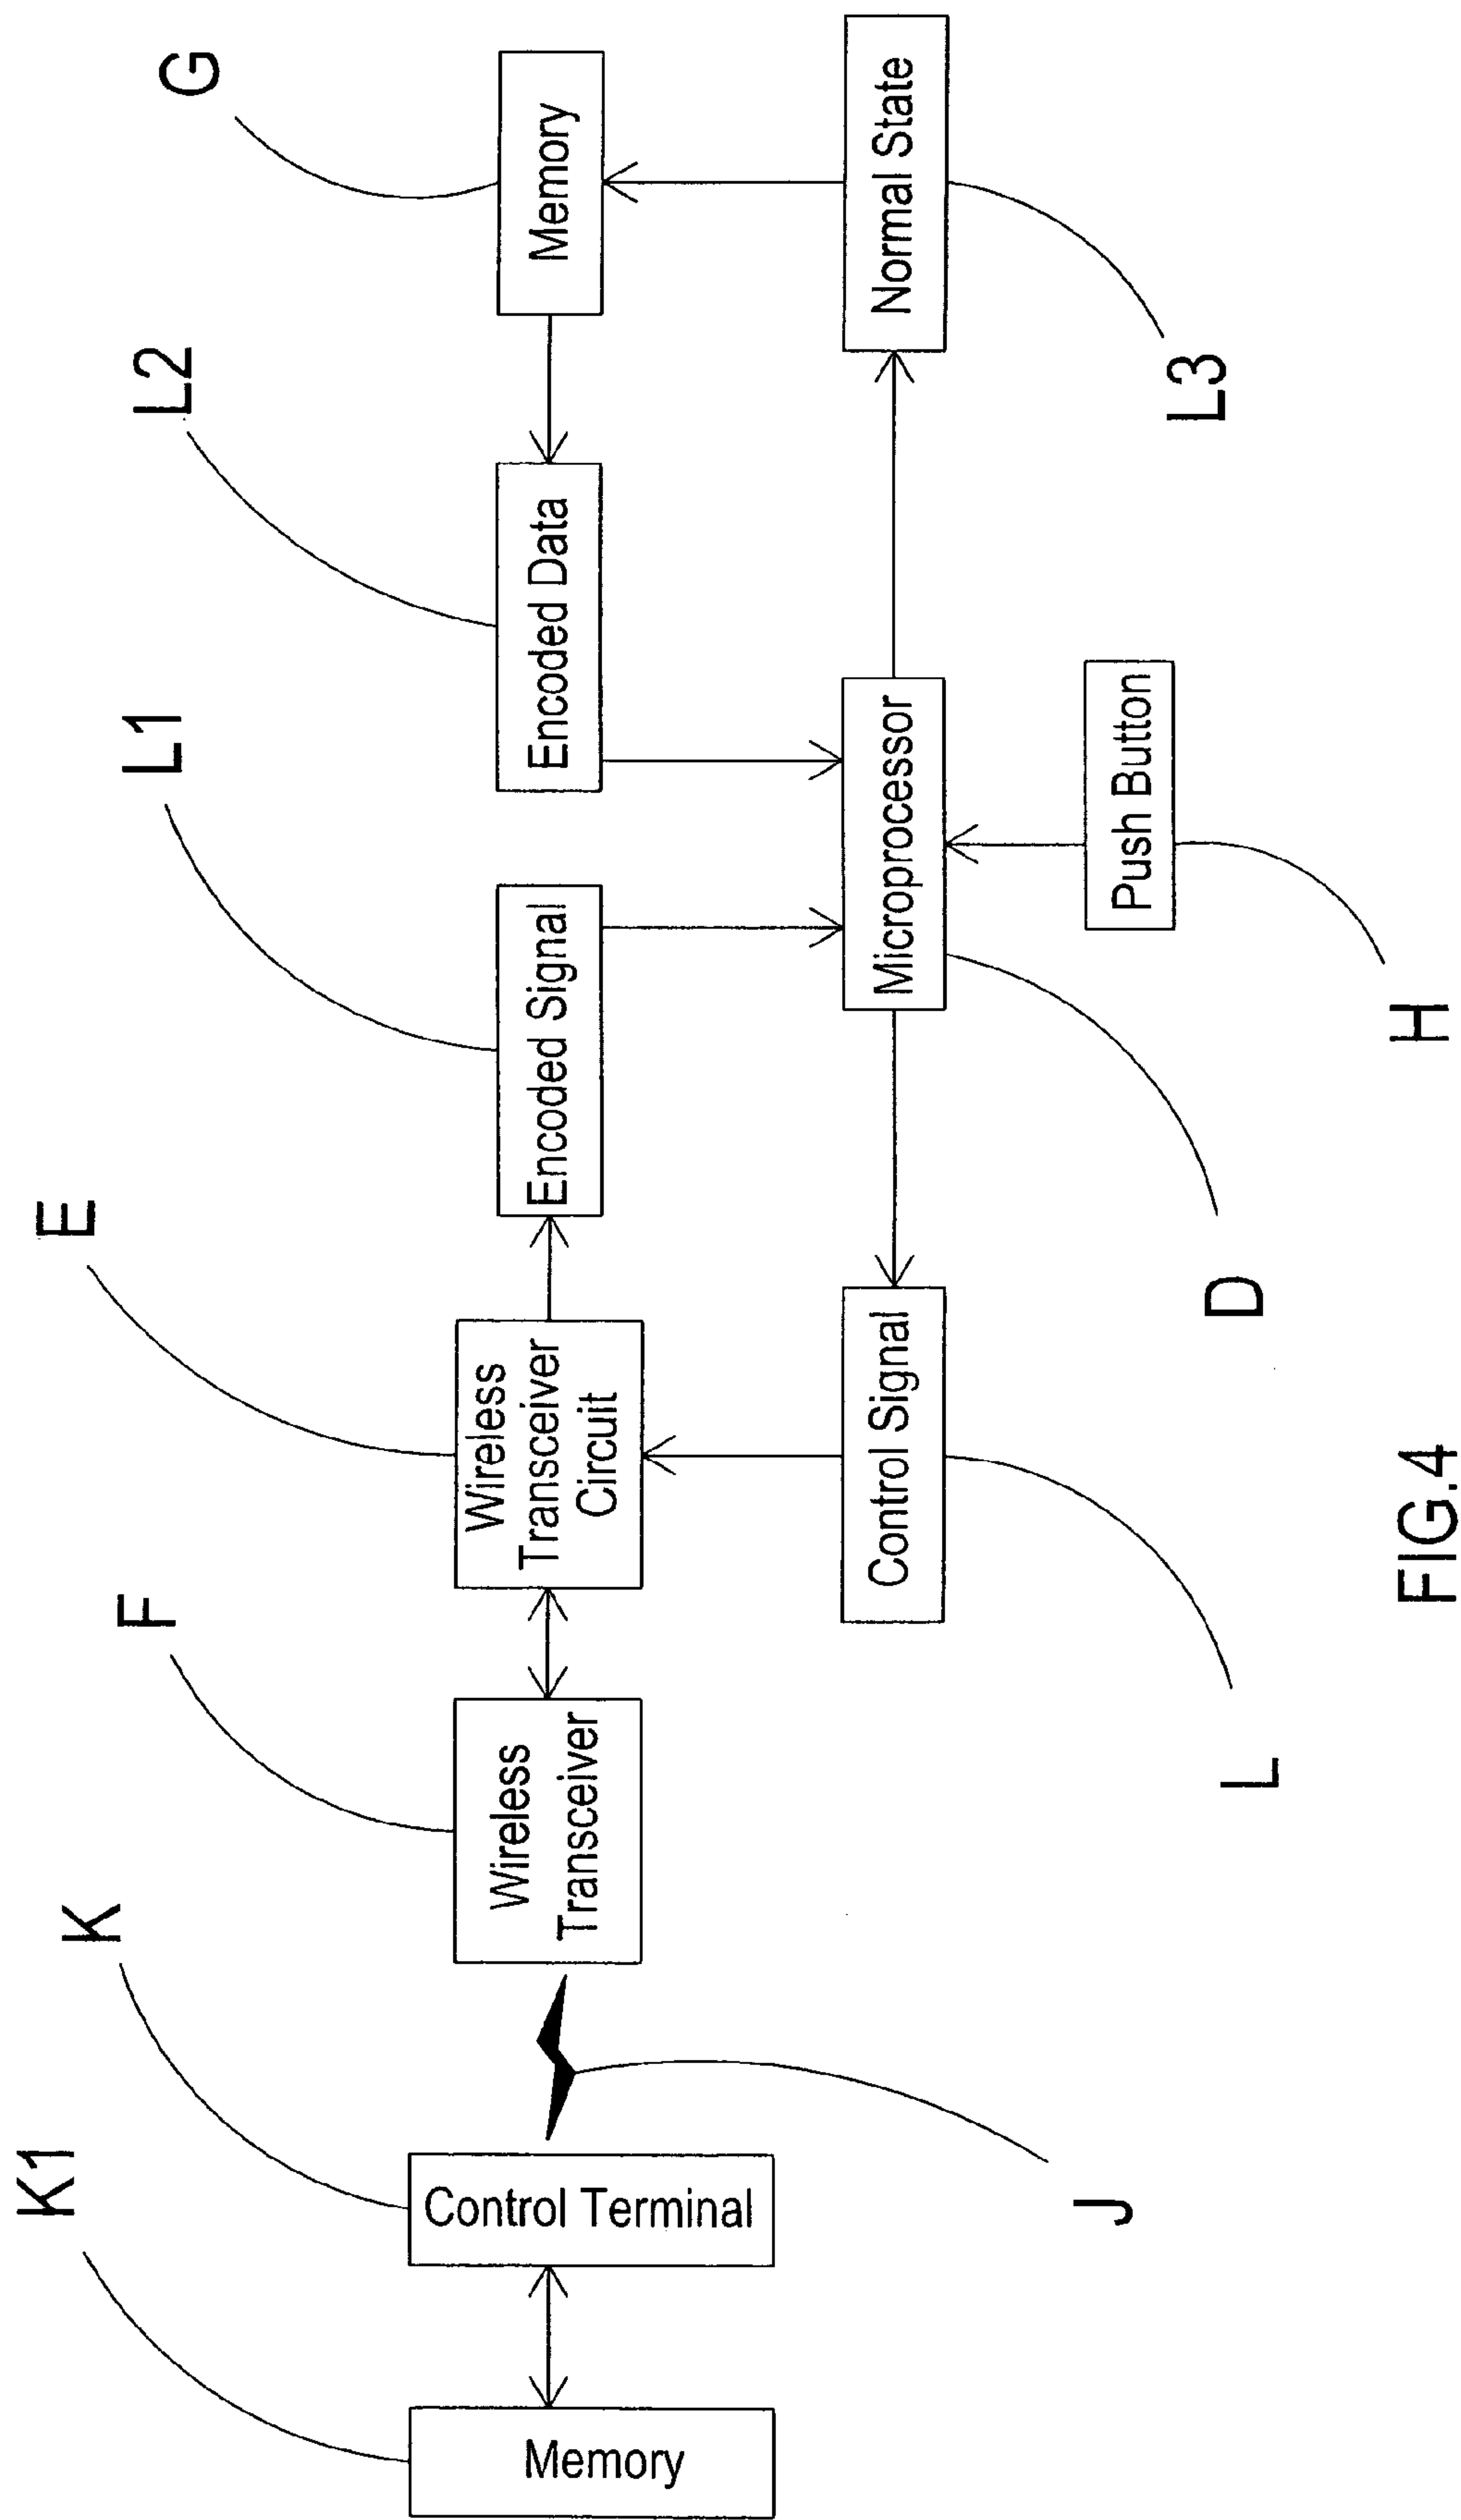 K1
K
F
E
L1
L2
G
Memory
Control Terminal
Wireless
Transceiver
Wireless
Transceiver
Circuit
Encoded Signal
Encoded Data
Memory
Control Signal
Microprocessor
Normal State
Push Button
J
L
D
H
L3
FIG.4